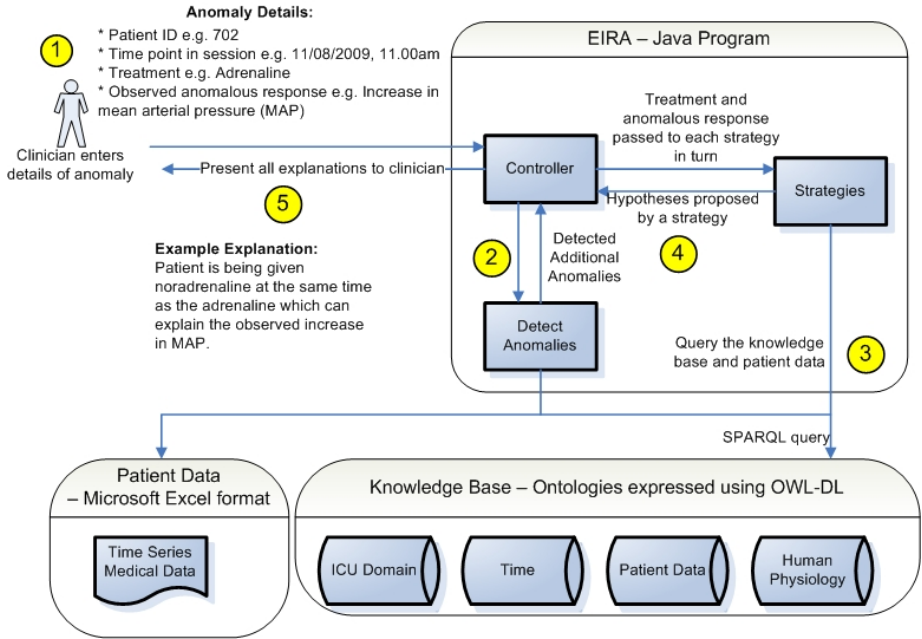 Anomaly Details:
* Patient ID e.g. 702
* Time point in session e.g. 11/08/2009, 11.00am
* Treatment e.g. Adrenaline
* Observed anomalous response e.g. Increase in
mean arterial pressure (MAP)
1
Clinician enters
details of anomaly
EIRA – Java Program
Treatment and
anomalous response
passed to each strategy
in turn
Controller
Strategies
Present all explanations to clinician
5
Hypotheses proposed
by a strategy
4
2
Detected
Additional
Anomalies
Example Explanation:
Patient is being given
noradrenaline at the same time
as the adrenaline which can
explain the observed increase
in MAP.
Detect
Anomalies
Query the knowledge
base and patient data
3
SPARQL query
Patient Data
– Microsoft Excel format
Time Series
Medical Data
Knowledge Base – Ontologies expressed using OWL-DL
ICU Domain
Time
Patient Data
Human
Physiology